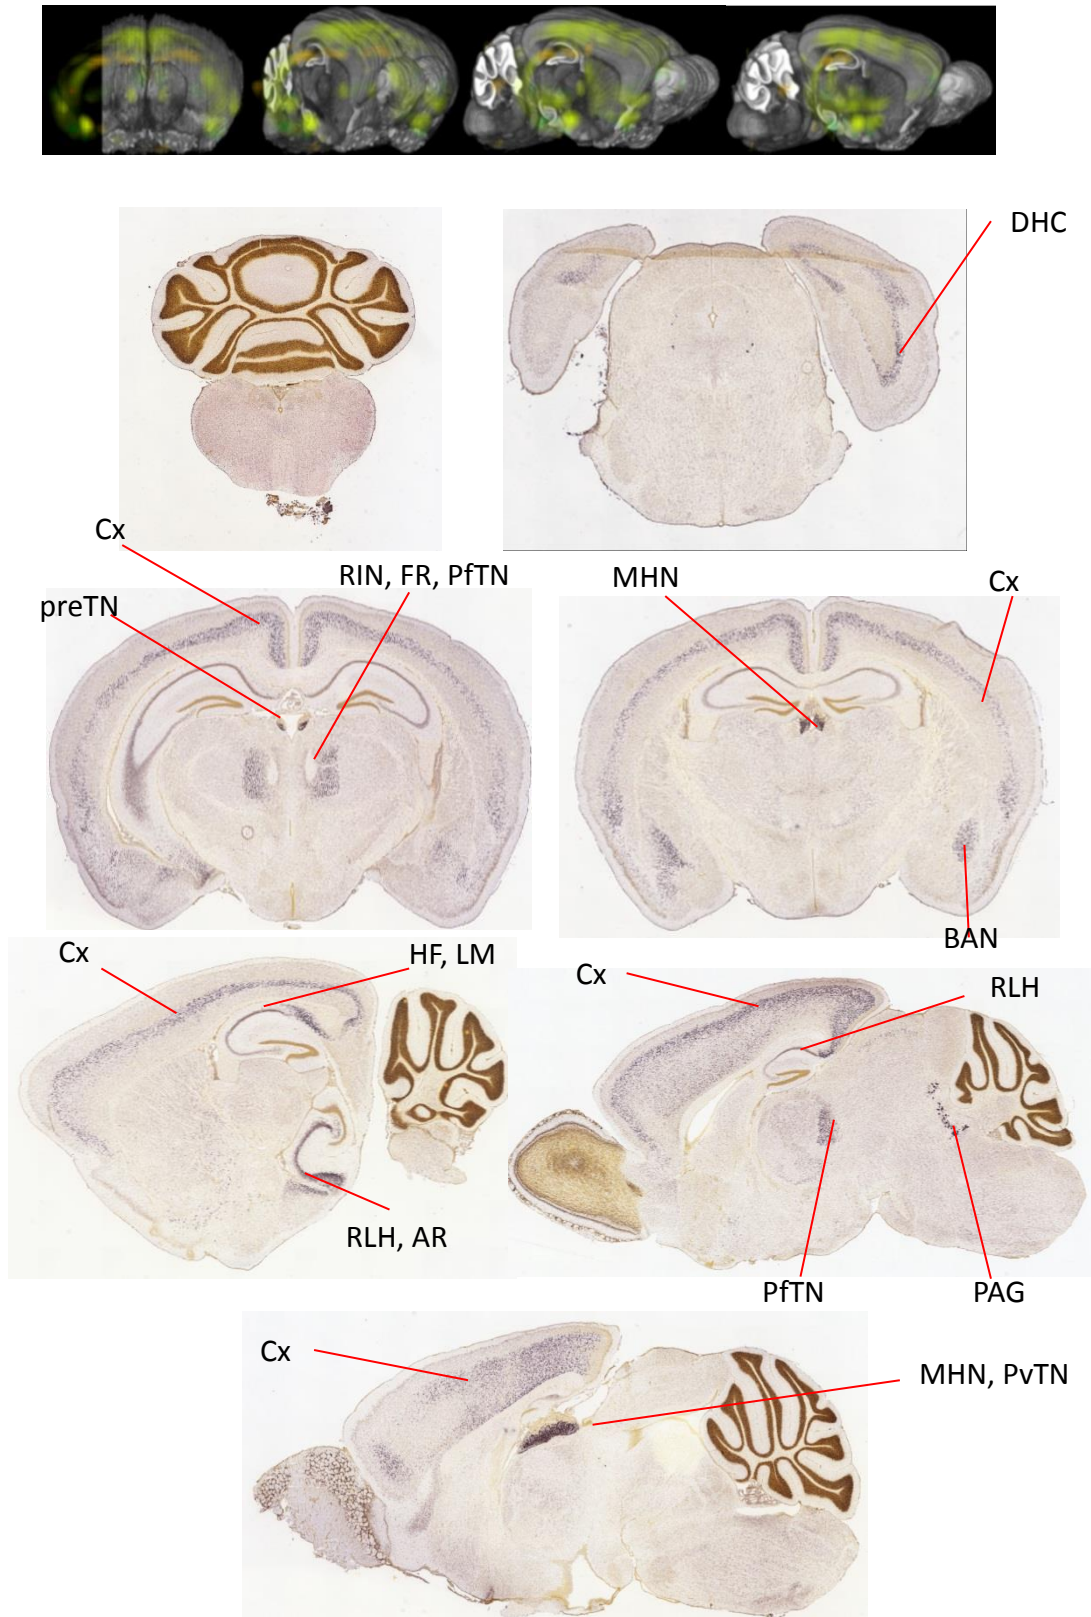 DHC
Cx
RIN, FR, PfTN
preTN
MHN
Cx
BAN
Cx
HF, LM
Cx
RLH
RLH, AR
PfTN
PAG
Cx
MHN, PvTN